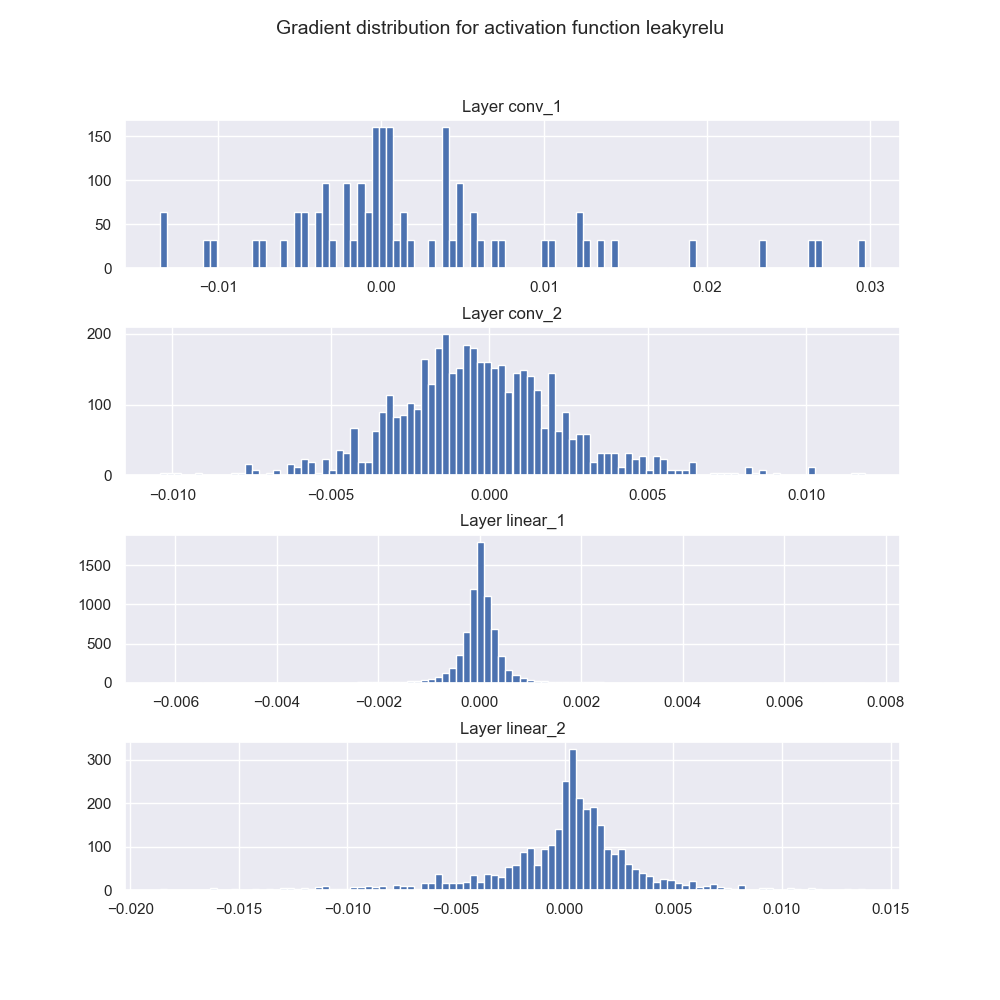 Gradient distribution for activation function leakyrelu
Layer conv_1
150
100
50
0
−0.01 0.00 0.01 0.02 0.03
Layer conv_2
200
100
0
−0.010 −0.005 0.000 0.005 0.010
Layer linear_1
1500
1000
500
0
−0.006 −0.004 −0.002 0.000 0.002 0.004 0.006 0.008
Layer linear_2
300
200
100
0
−0.020 −0.015 −0.010 −0.005 0.000 0.005 0.010 0.015